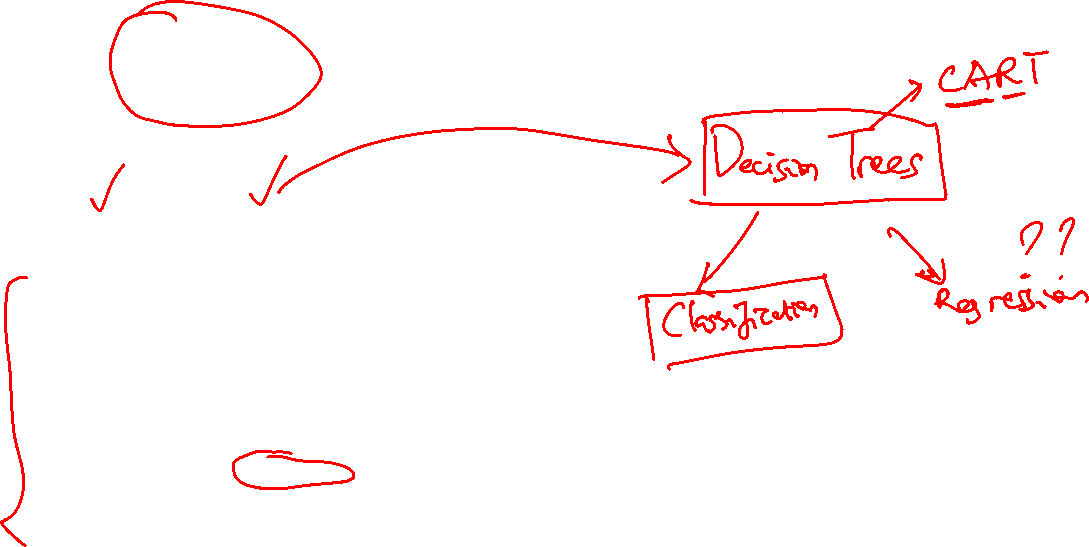 CART
Decision Trees
??
Classification
Regression